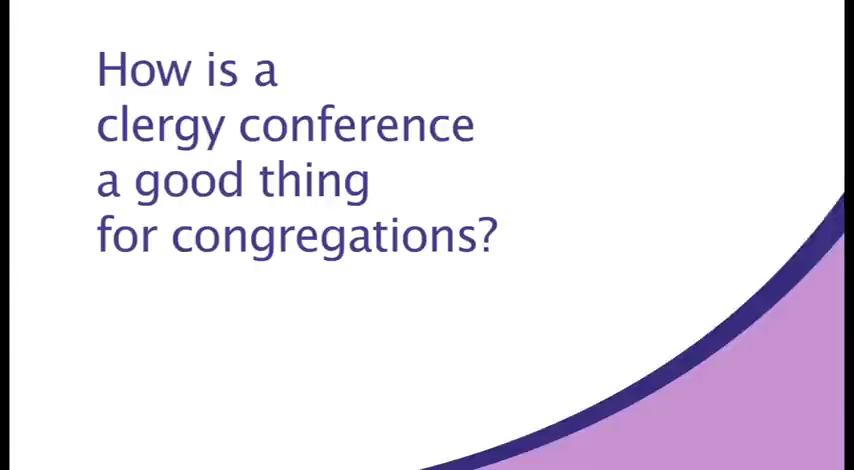 How is a
clergy conference
a good thing
for congregations?